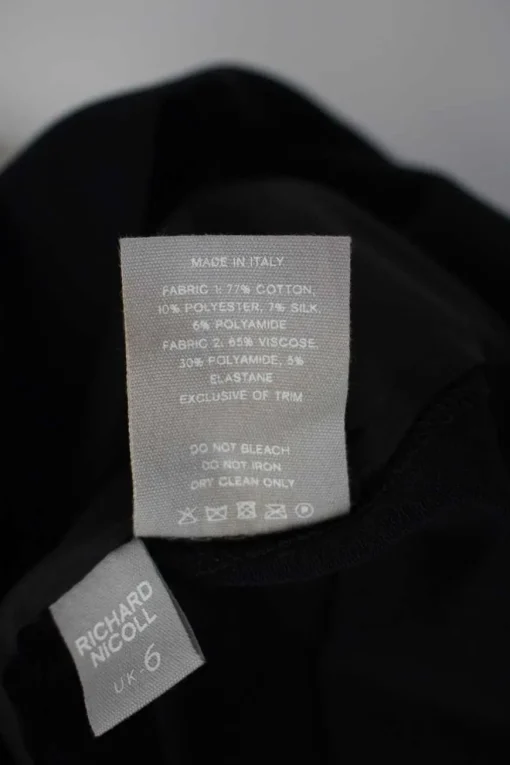 MADE IN ITALY
FABRIC 1: 77% COTTON,
10% POLYESTER, 7% SILK,
6% POLYAMIDE
FABRIC 2: 65% VISCOSE,
30% POLYAMIDE, 5%
ELASTANE
EXCLUSIVE OF TRIM
DO NOT BLEACH
DO NOT IRON
DRY CLEAN ONLY
P
RICHARD
NICOLL
UK-6